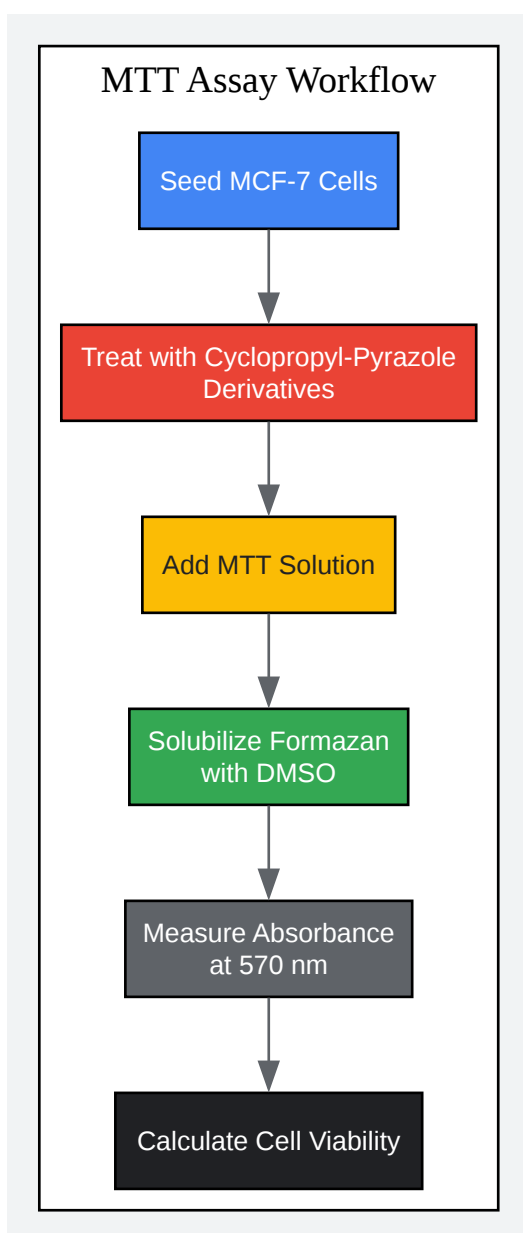 MTT Assay Workflow
Seed MCF-7 Cells
Treat with Cyclopropyl-Pyrazole
Derivatives
Add MTT Solution
Solubilize Formazan
with DMSO
Measure Absorbance
at 570 nm
Calculate Cell Viability